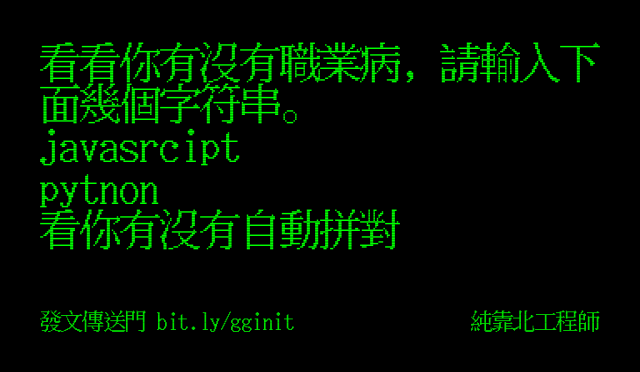 看看你有沒有職業病, 請輸入下
面幾個字符串。
javasrcipt
pytnon
看你有沒有自動拼對
發文傳送門 bit.ly/gginit
純靠北工程師